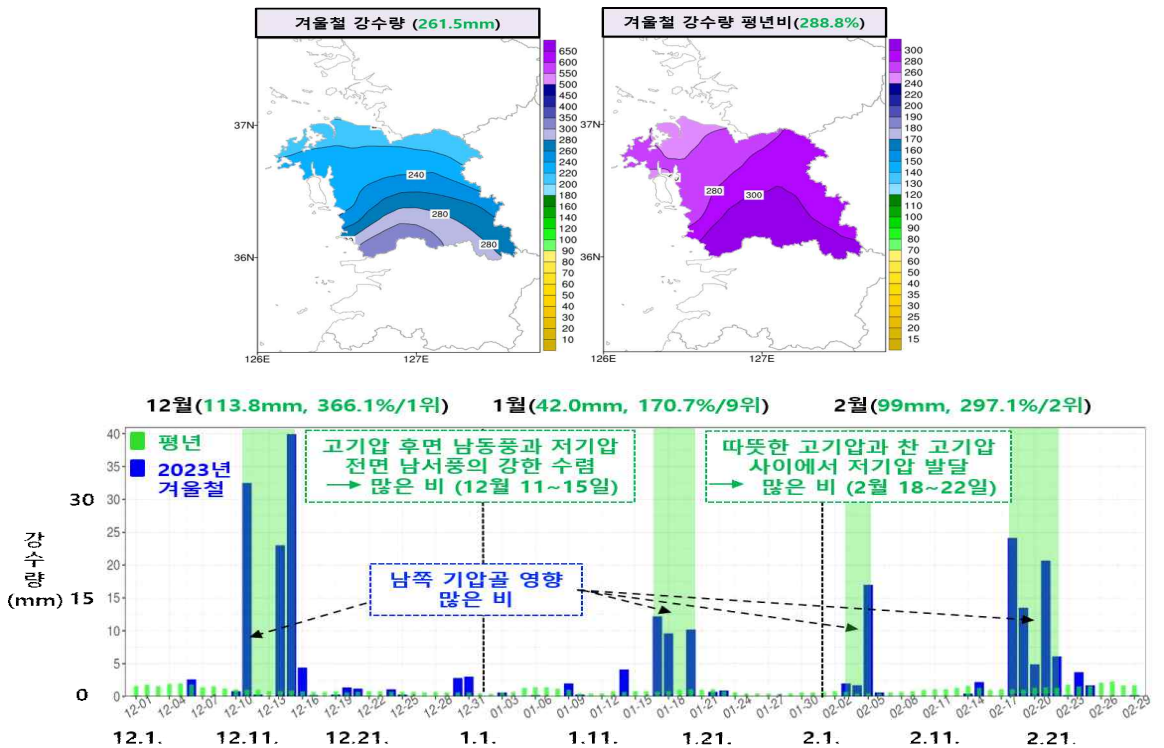 겨울철 강수량 (261.5mm)
겨울철 강수량 평년비(288.8%)
650
600
550
500
450
400
350
300
280
260
240
220
200
180
160
140
120
100
90
80
70
60
50
40
30
20
10
37N
36N
126E
127E
240
280
280
300
280
260
240
220
200
190
180
170
160
150
140
130
120
110
100
90
80
70
60
50
45
40
35
30
25
20
15
37N
36N
126E
127E
280
300
12월(113.8mm, 366.1%/1위)
1월(42.0mm, 170.7%/9위)
2월(99mm, 297.1%/2위)
평년
2023년
겨울철
고기압 후면 남동풍과 저기압
전면 남서풍의 강한 수렴
→ 많은 비 (12월 11~15일)
따뜻한 고기압과 찬 고기압
사이에서 저기압 발달
→ 많은 비 (2월 18~22일)
남쪽 기압골 영향
많은 비
강수량
(mm)
30
15
0
40
35
30
25
20
15
10
5
0
12-01 12-04 12-07 12-10 12-13 12-16 12-19 12-22 12-25 12-28 12-31 01-03 01-06 01-09 01-12 01-15 01-18 01-21 01-24 01-27 01-30 02-02 02-05 02-08 02-11 02-14 02-17 02-20 02-23 02-26 02-29
12.1. 12.11. 12.21. 1.1. 1.11. 1.21. 2.1. 2.11. 2.21.